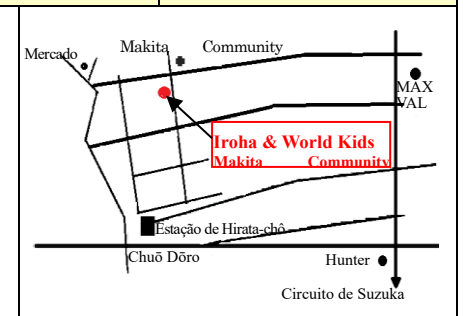 Makita Community
Mercado
MAX
VAL
Iroha & World Kids
Makita Community
Estação de Hirata-chô
Chuō Dōro
Hunter
Circuito de Suzuka